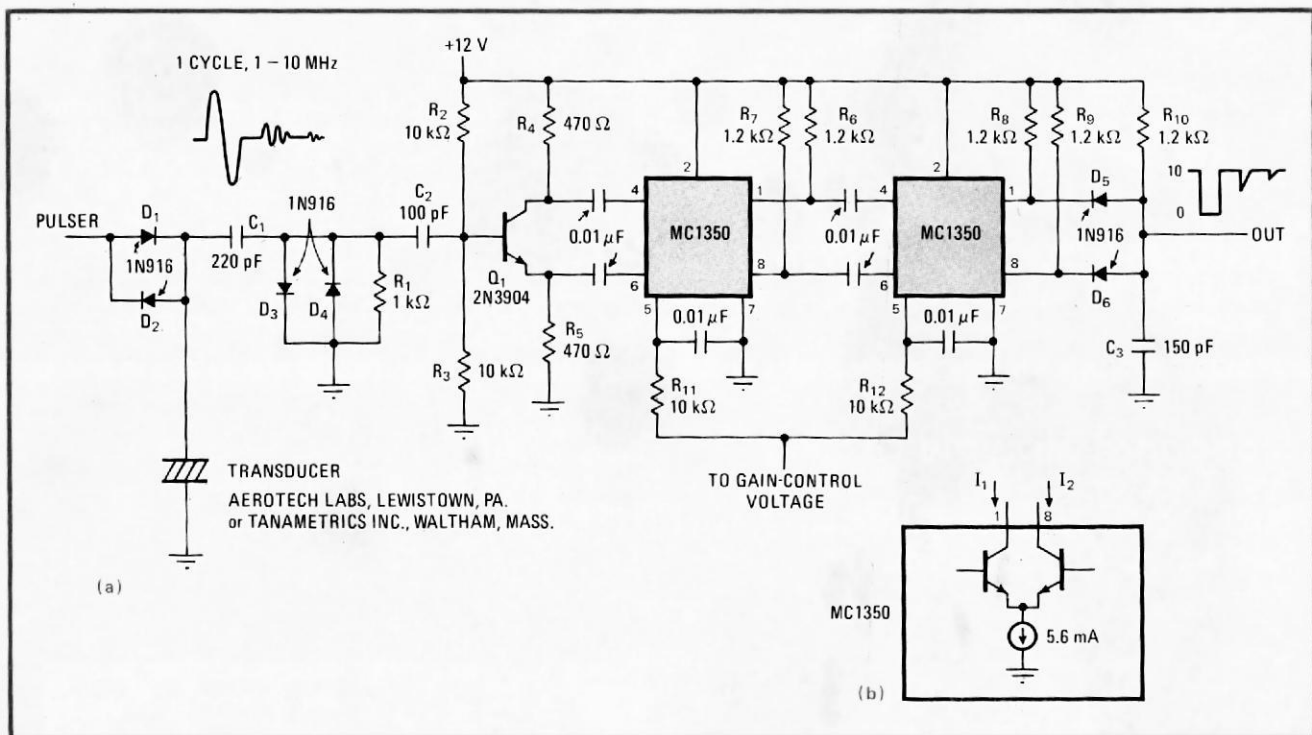 1 CYCLE, 1 – 10 MHz
+12 V
R2
10 kΩ
R4
470 Ω
R7
1.2 kΩ
R6
1.2 kΩ
R8
1.2 kΩ
R9
1.2 kΩ
R10
1.2 kΩ
PULSER
D1
1N916
D2
C1
220 pF
1N916
D3
D4
R1
1 kΩ
C2
100 pF
Q1
2N3904
R3
10 kΩ
R5
470 Ω
0.01 μF
4
6
2
MC1350
1
8
5
7
0.01 μF
R11
10 kΩ
0.01 μF
4
6
2
MC1350
1
8
5
7
0.01 μF
R12
10 kΩ
D5
1N916
D6
10
0
OUT
C3
150 pF
TRANSDUCER
AEROTECH LABS, LEWISTOWN, PA.
or TANAMETRICS INC., WALTHAM, MASS.
TO GAIN-CONTROL
VOLTAGE
(a)
I1
I2
1
8
MC1350
5.6 mA
(b)